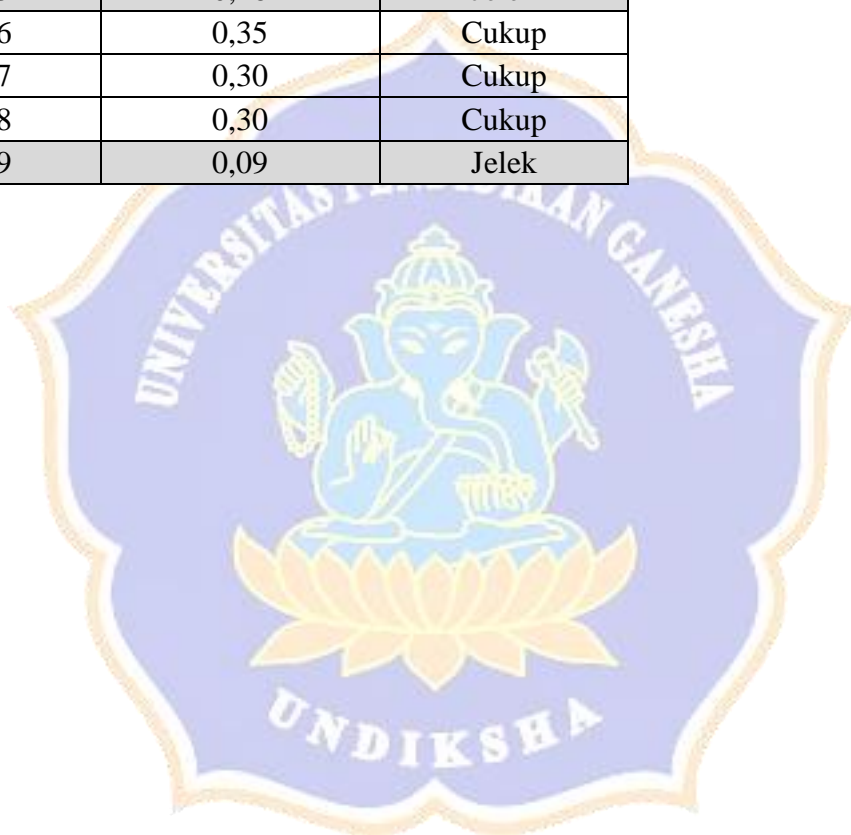 6 0,35 Cukup
7 0,30 Cukup
8 0,30 Cukup
9 0,09 Jelek
UNIVERSITAS PENDIDIKAN GANESHA
UNDIKSHA